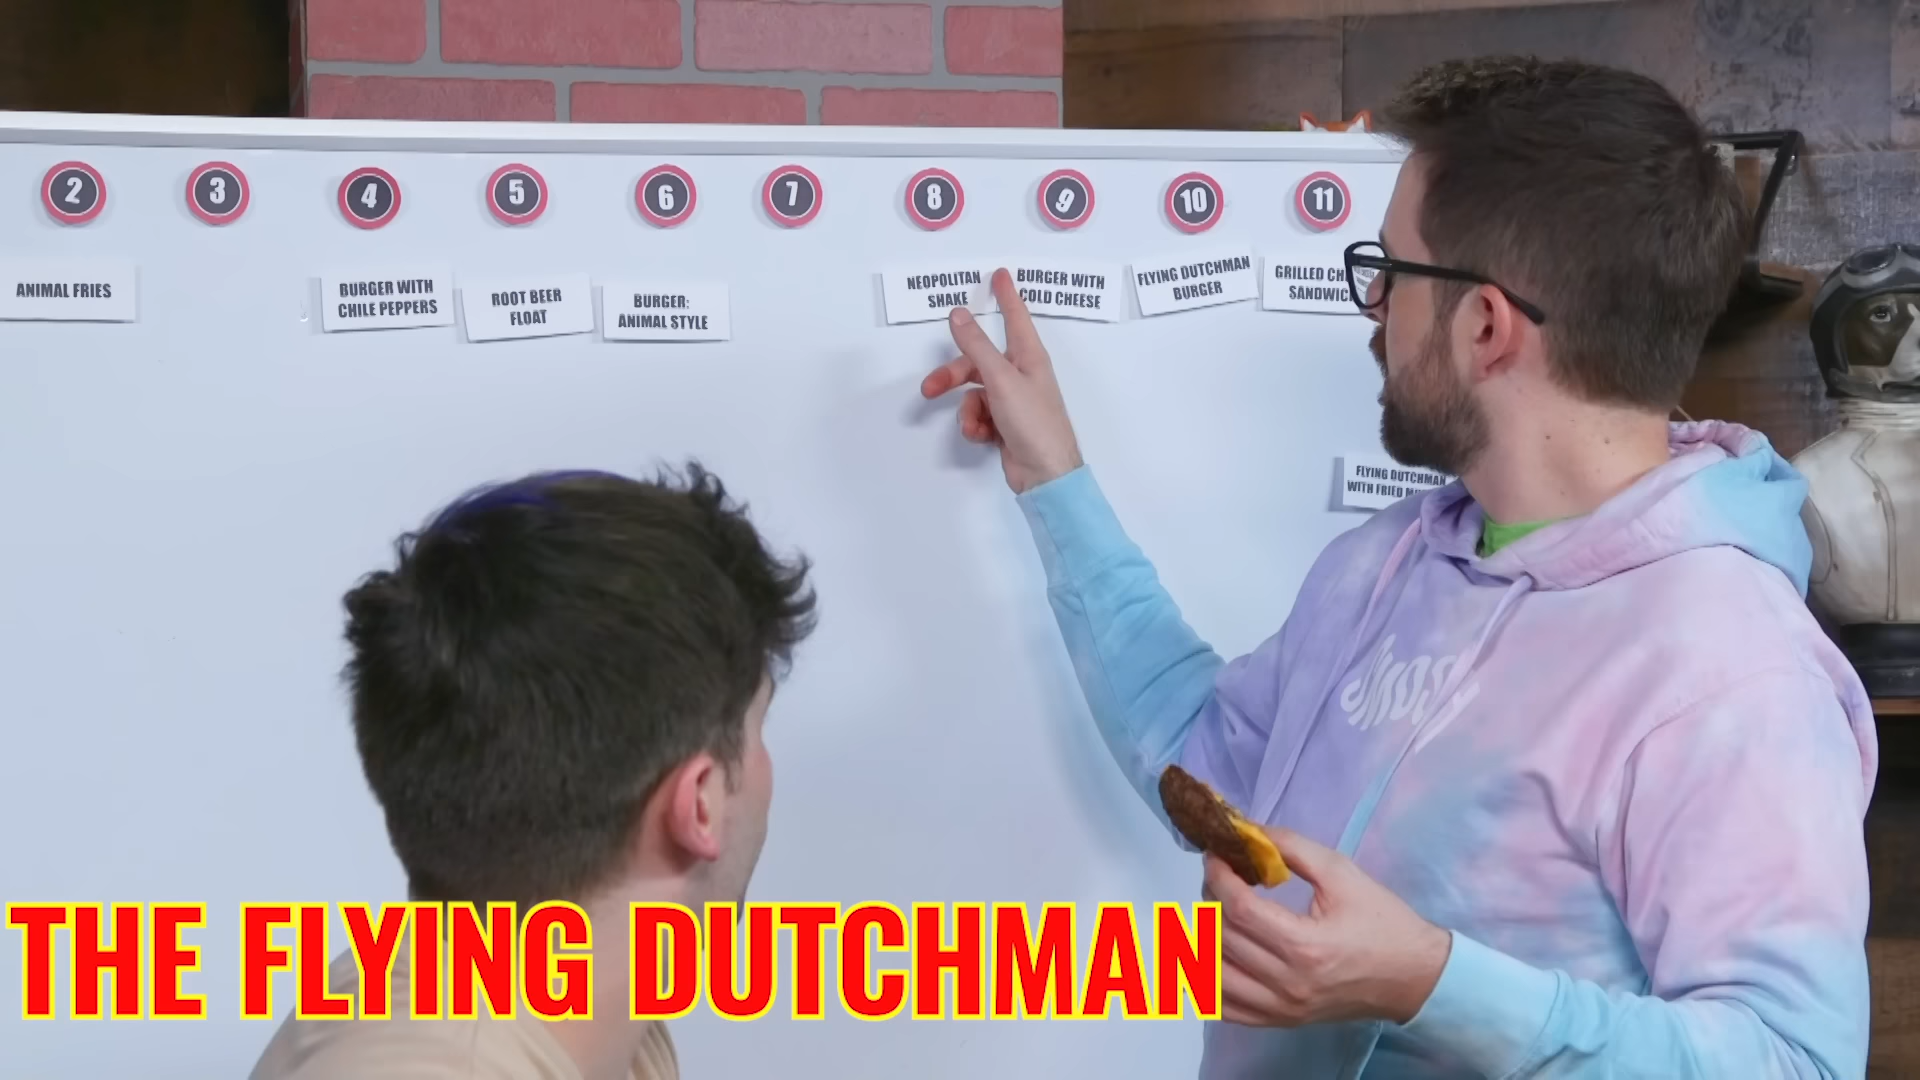 2 3 4 5 6 7 8 9 10 11
ANIMAL FRIES
BURGER WITH
CHILE PEPPERS
ROOT BEER
FLOAT
BURGER:
ANIMAL STYLE
NEOPOLITAN
SHAKE
BURGER WITH
COLD CHEESE
FLYING DUTCHMAN
BURGER
GRILLED
FLYING DUTCHMAN
WITH FRIED
THE FLYING DUTCHMAN